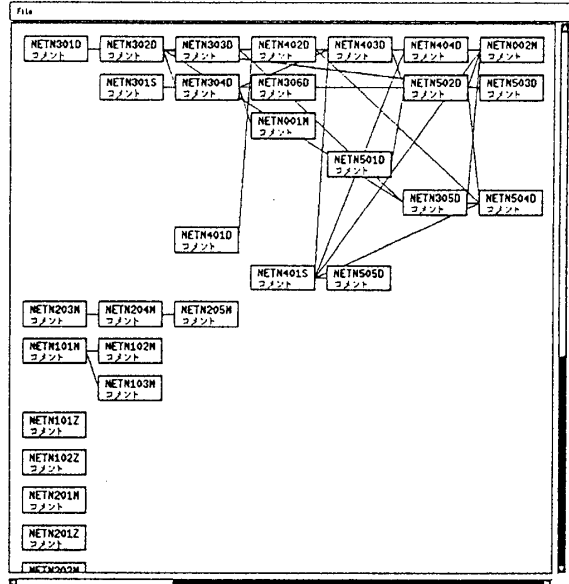 File
NETN301D
コメント
NETN302D
コメント
NETN303D
コメント
NETN402D
コメント
NETN403D
コメント
NETN404D
コメント
NETN002M
コメント
NETN301S
コメント
NETN304D
コメント
NETN306D
コメント
NETN502D
コメント
NETN503D
コメント
NETN001M
コメント
NETN501D
コメント
NETN305D
コメント
NETN504D
コメント
NETN401D
コメント
NETN401S
コメント
NETN505D
コメント
NETN203M
コメント
NETN204M
コメント
NETN205M
コメント
NETN101M
コメント
NETN102M
コメント
NETN103M
コメント
NETN101Z
コメント
NETN102Z
コメント
NETN201M
コメント
NETN201Z
コメント
NETN202M